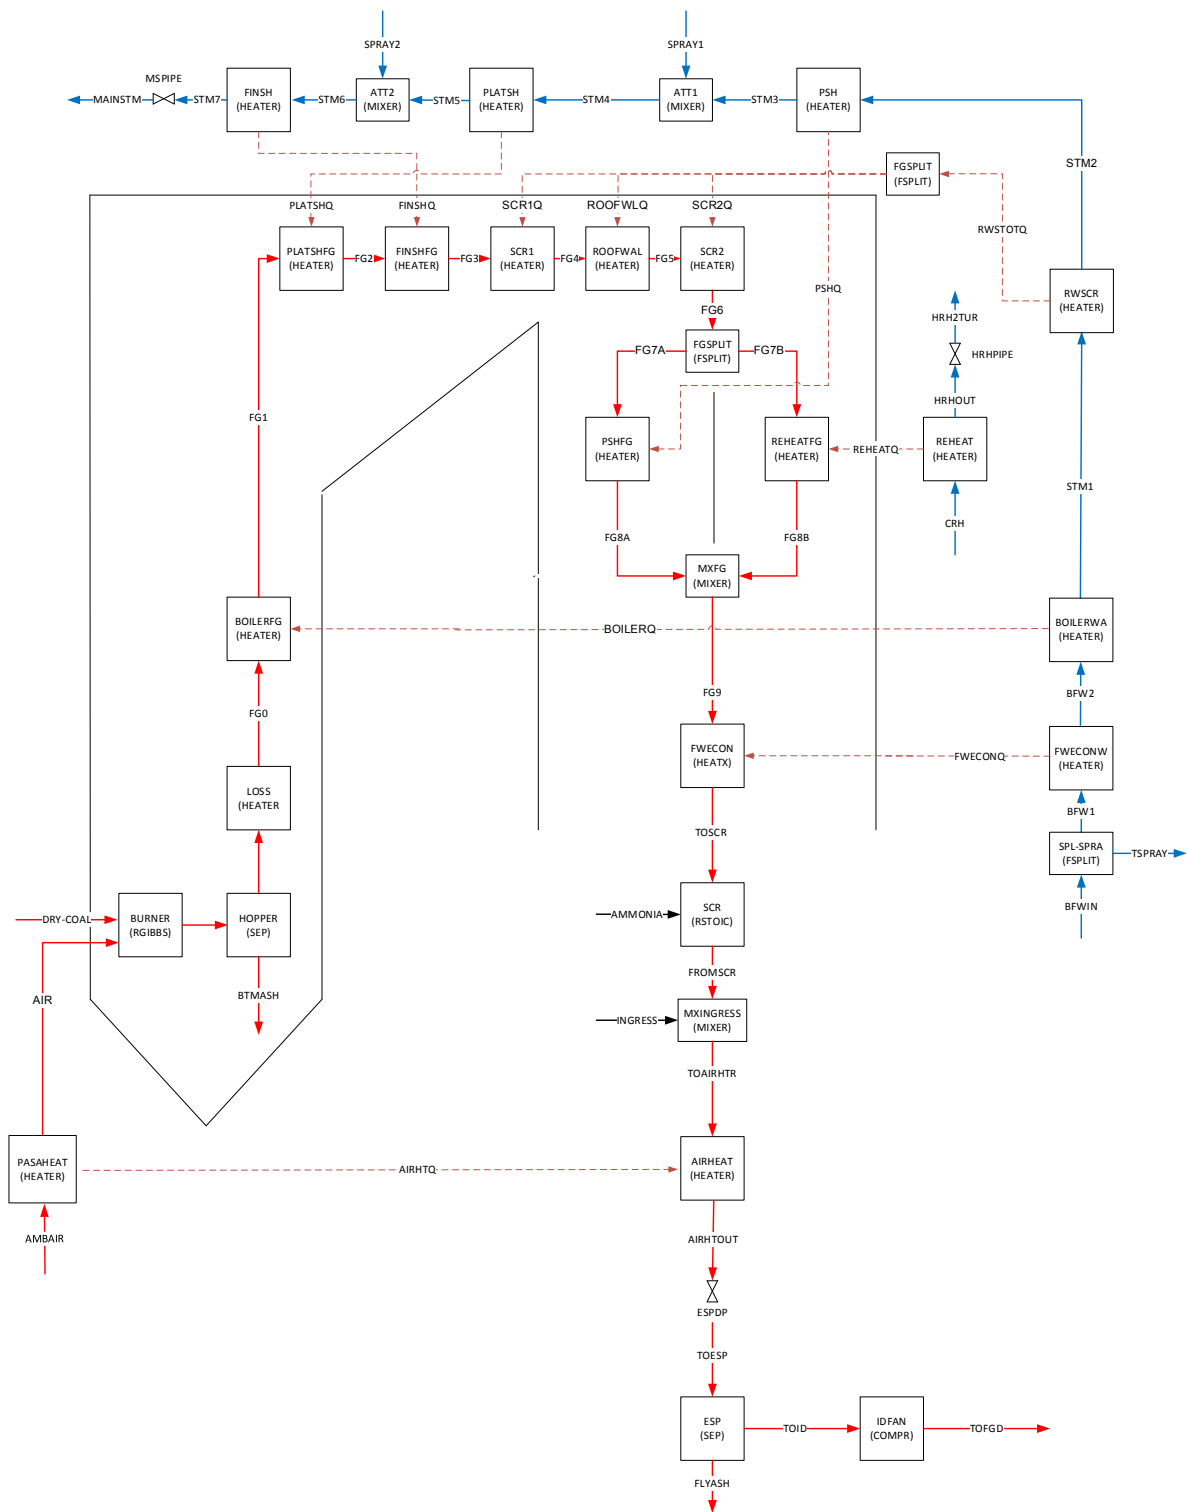 SPRAY2
SPRAY1
MSPIPE
MAINSTM
STM7
FINSH
(HEATER)
STM6
ATT2
(MIXER)
STM5
PLATSH
(HEATER)
STM4
ATT1
(MIXER)
STM3
PSH
(HEATER)
STM2
FGSPLIT
(FSPLIT)
PLATSHQ
FINSHQ
SCR1Q
ROOFWLQ
SCR2Q
RWSTOTQ
PLATSHFG
(HEATER)
FG2
FINSHFG
(HEATER)
FG3
SCR1
(HEATER)
FG4
ROOFWAL
(HEATER)
FG5
SCR2
(HEATER)
PSHQ
RWSCR
(HEATER)
FG6
HRH2TUR
FGSPLIT
(FSPLIT)
FG7A
FG7B
HRHPIPE
HRHOUT
FG1
PSHFG
(HEATER)
REHEATFG
(HEATER)
REHEATQ
REHEAT
(HEATER)
STM1
CRH
FG8A
FG8B
MXFG
(MIXER)
BOILERFG
(HEATER)
BOILERQ
BOILERWA
(HEATER)
FG9
BFW2
FG0
FWECON
(HEATX)
FWECONQ
FWECONW
(HEATER)
LOSS
(HEATER
BFW1
TOSCR
SPL-SPRA
(FSPLIT)
TSPRAY
DRY-COAL
BURNER
(RGIBBS)
HOPPER
(SEP)
AMMONIA
SCR
(RSTOIC)
BFWIN
FROMSCR
AIR
BTMASH
INGRESS
MXINGRESS
(MIXER)
TOAIRHTR
PASAHEAT
(HEATER)
AIRHTQ
AIRHEAT
(HEATER)
AMBAIR
AIRHTOUT
ESPDP
TOESP
ESP
(SEP)
TOID
IDFAN
(COMPR)
TOFGD
FLYASH